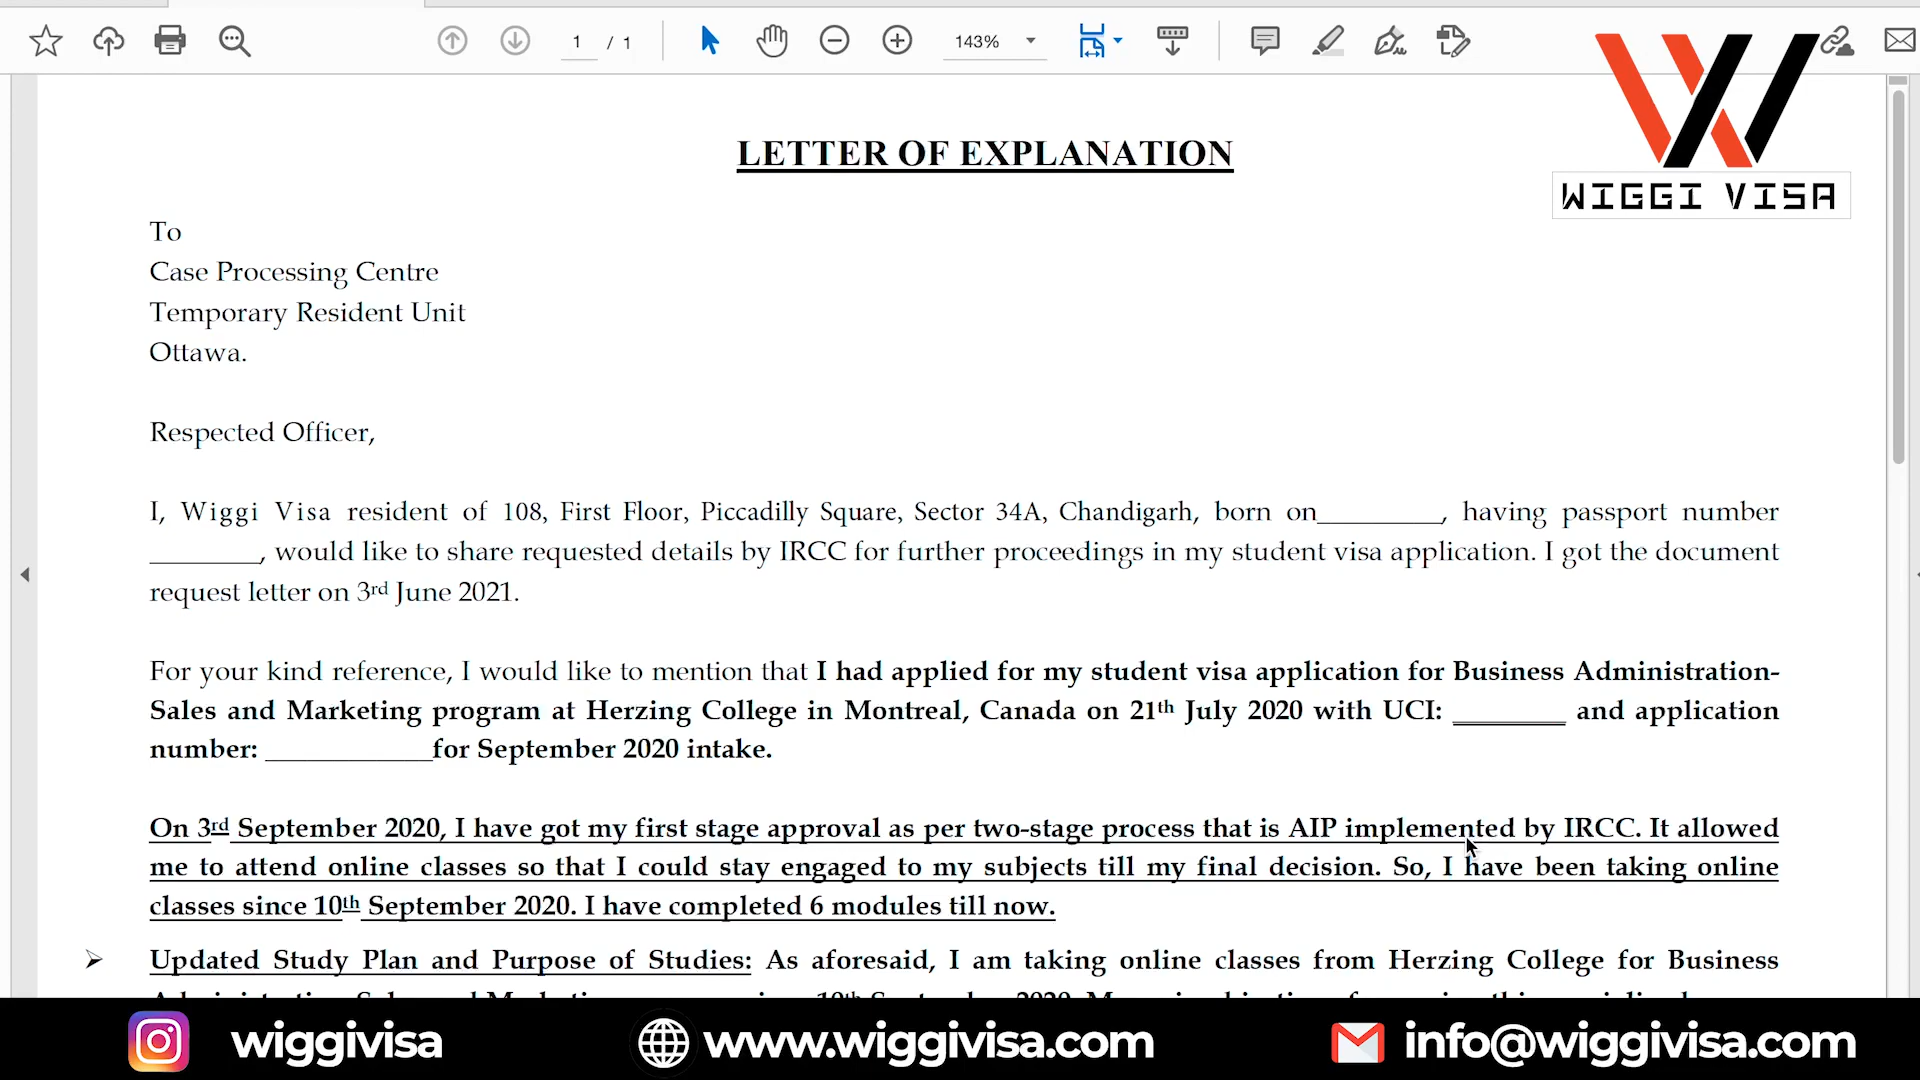 1 / 1
143%
WIGGI VISA
LETTER OF EXPLANATION
To
Case Processing Centre
Temporary Resident Unit
Ottawa.
Respected Officer,
I, Wiggi Visa resident of 108, First Floor, Piccadilly Square, Sector 34A, Chandigarh, born on_________, having passport number
________, would like to share requested details by IRCC for further proceedings in my student visa application. I got the document
request letter on 3rd June 2021.
For your kind reference, I would like to mention that I had applied for my student visa application for Business Administration-
Sales and Marketing program at Herzing College in Montreal, Canada on 21th July 2020 with UCI: ________ and application
number: ____________for September 2020 intake.
On 3rd September 2020, I have got my first stage approval as per two-stage process that is AIP implemented by IRCC. It allowed
me to attend online classes so that I could stay engaged to my subjects till my final decision. So, I have been taking online
classes since 10th September 2020. I have completed 6 modules till now.
➢ Updated Study Plan and Purpose of Studies: As aforesaid, I am taking online classes from Herzing College for Business
wiggivisa
www.wiggivisa.com
info@wiggivisa.com